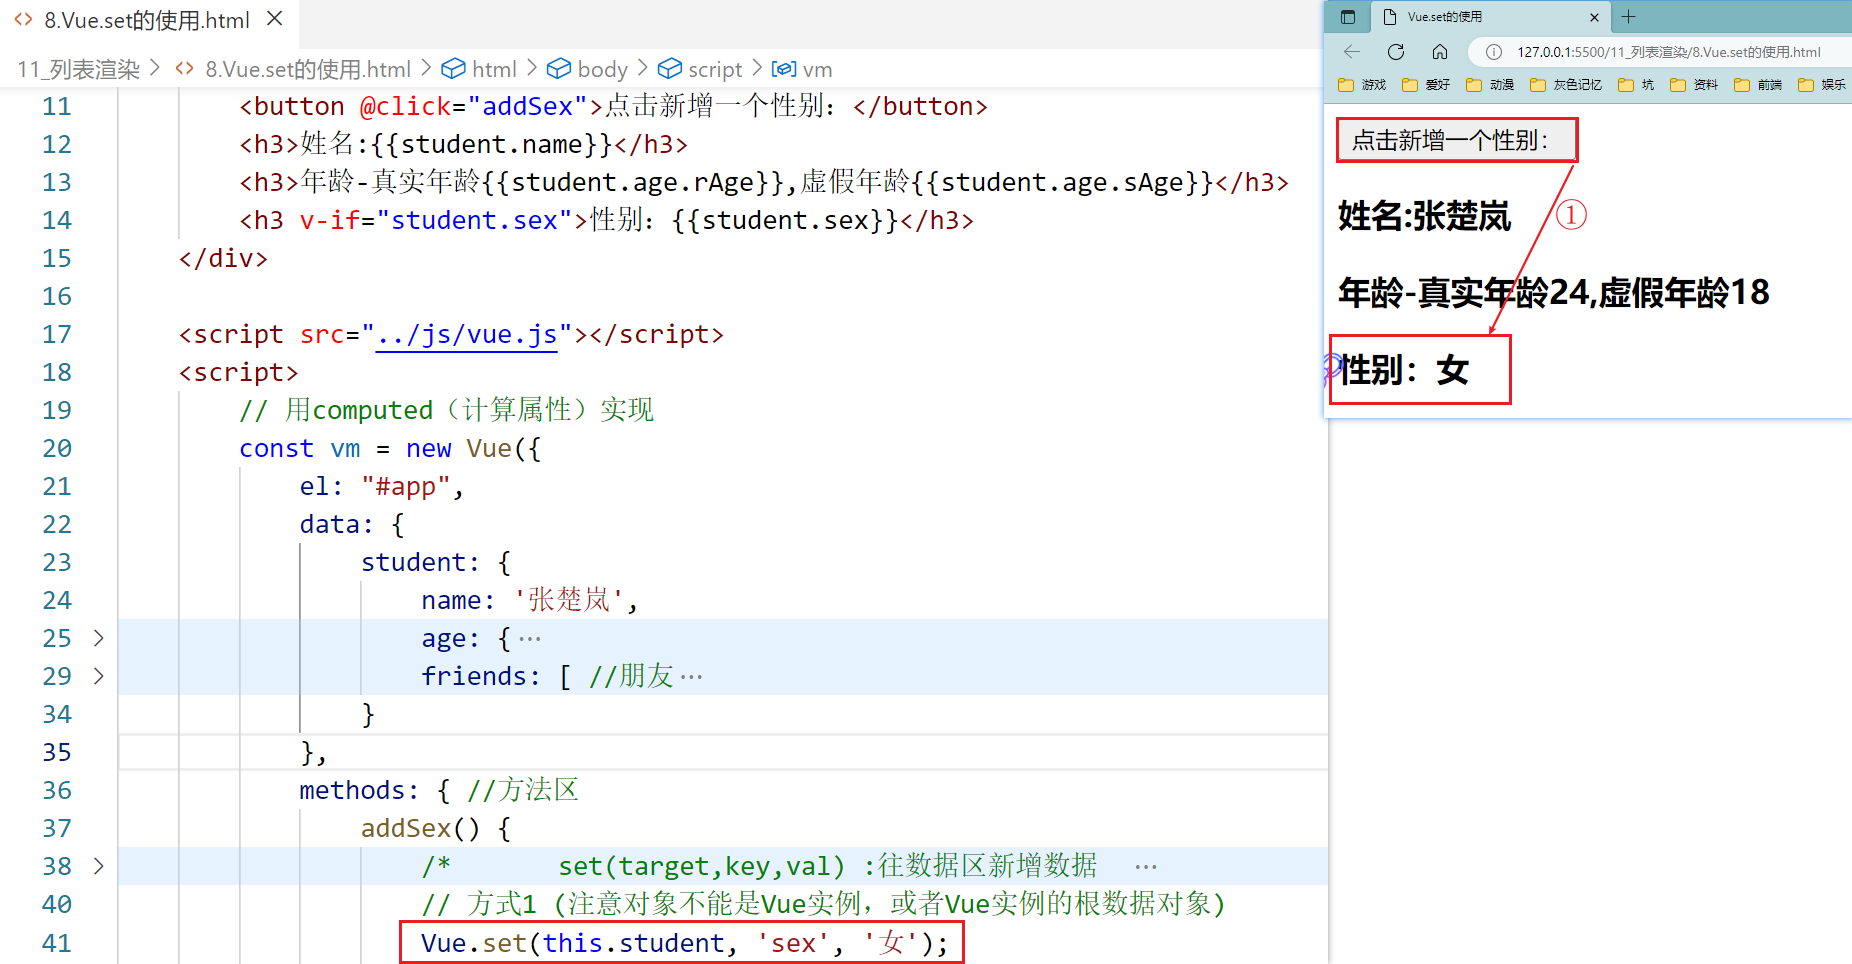 8.Vue.set的使用.html
11_列表渲染 > 8.Vue.set的使用.html > html > body > script > vm
11 <button @click="addSex">点击新增一个性别：</button>
12 <h3>姓名:{{student.name}}</h3>
13 <h3>年龄-真实年龄{{student.age.rAge}},虚假年龄{{student.age.sAge}}</h3>
14 <h3 v-if="student.sex">性别：{{student.sex}}</h3>
15 </div>
16
17 <script src="../js/vue.js"></script>
18 <script>
19 // 用computed（计算属性）实现
20 const vm = new Vue({
21 el: "#app",
22 data: {
23 student: {
24 name: '张楚岚',
25 age: {…
29 friends: [ //朋友…
34 }
35 },
36 methods: { //方法区
37 addSex() {
38 /* set(target,key,val) :往数据区新增数据 …
40 // 方式1 (注意对象不能是Vue实例，或者Vue实例的根数据对象)
41 Vue.set(this.student, 'sex', '女');
Vue.set的使用
127.0.0.1:5500/11_列表渲染/8.Vue.set的使用.html
游戏 爱好 动漫 灰色记忆 坑 资料 前端 娱乐
点击新增一个性别：
姓名:张楚岚
①
年龄-真实年龄24,虚假年龄18
性别：女